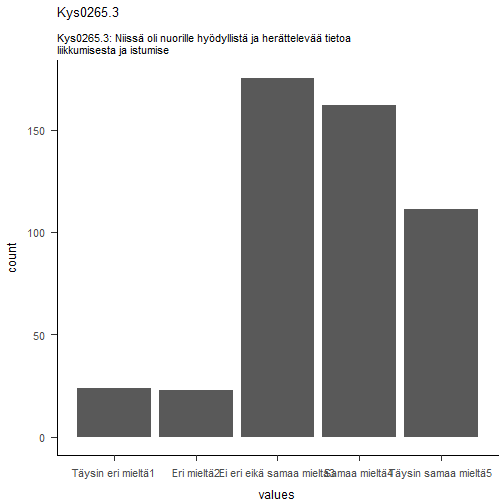 Kys0265.3
Kys0265.3: Niissä oli nuorille hyödyllistä ja herättelevää tietoa
liikkumisesta ja istumise
150
100
50
0
count
Täysin eri mieltä1 Eri mieltä2 Ei eri eikä samaa mieltä3 Samaa mieltä4 Täysin samaa mieltä5
values